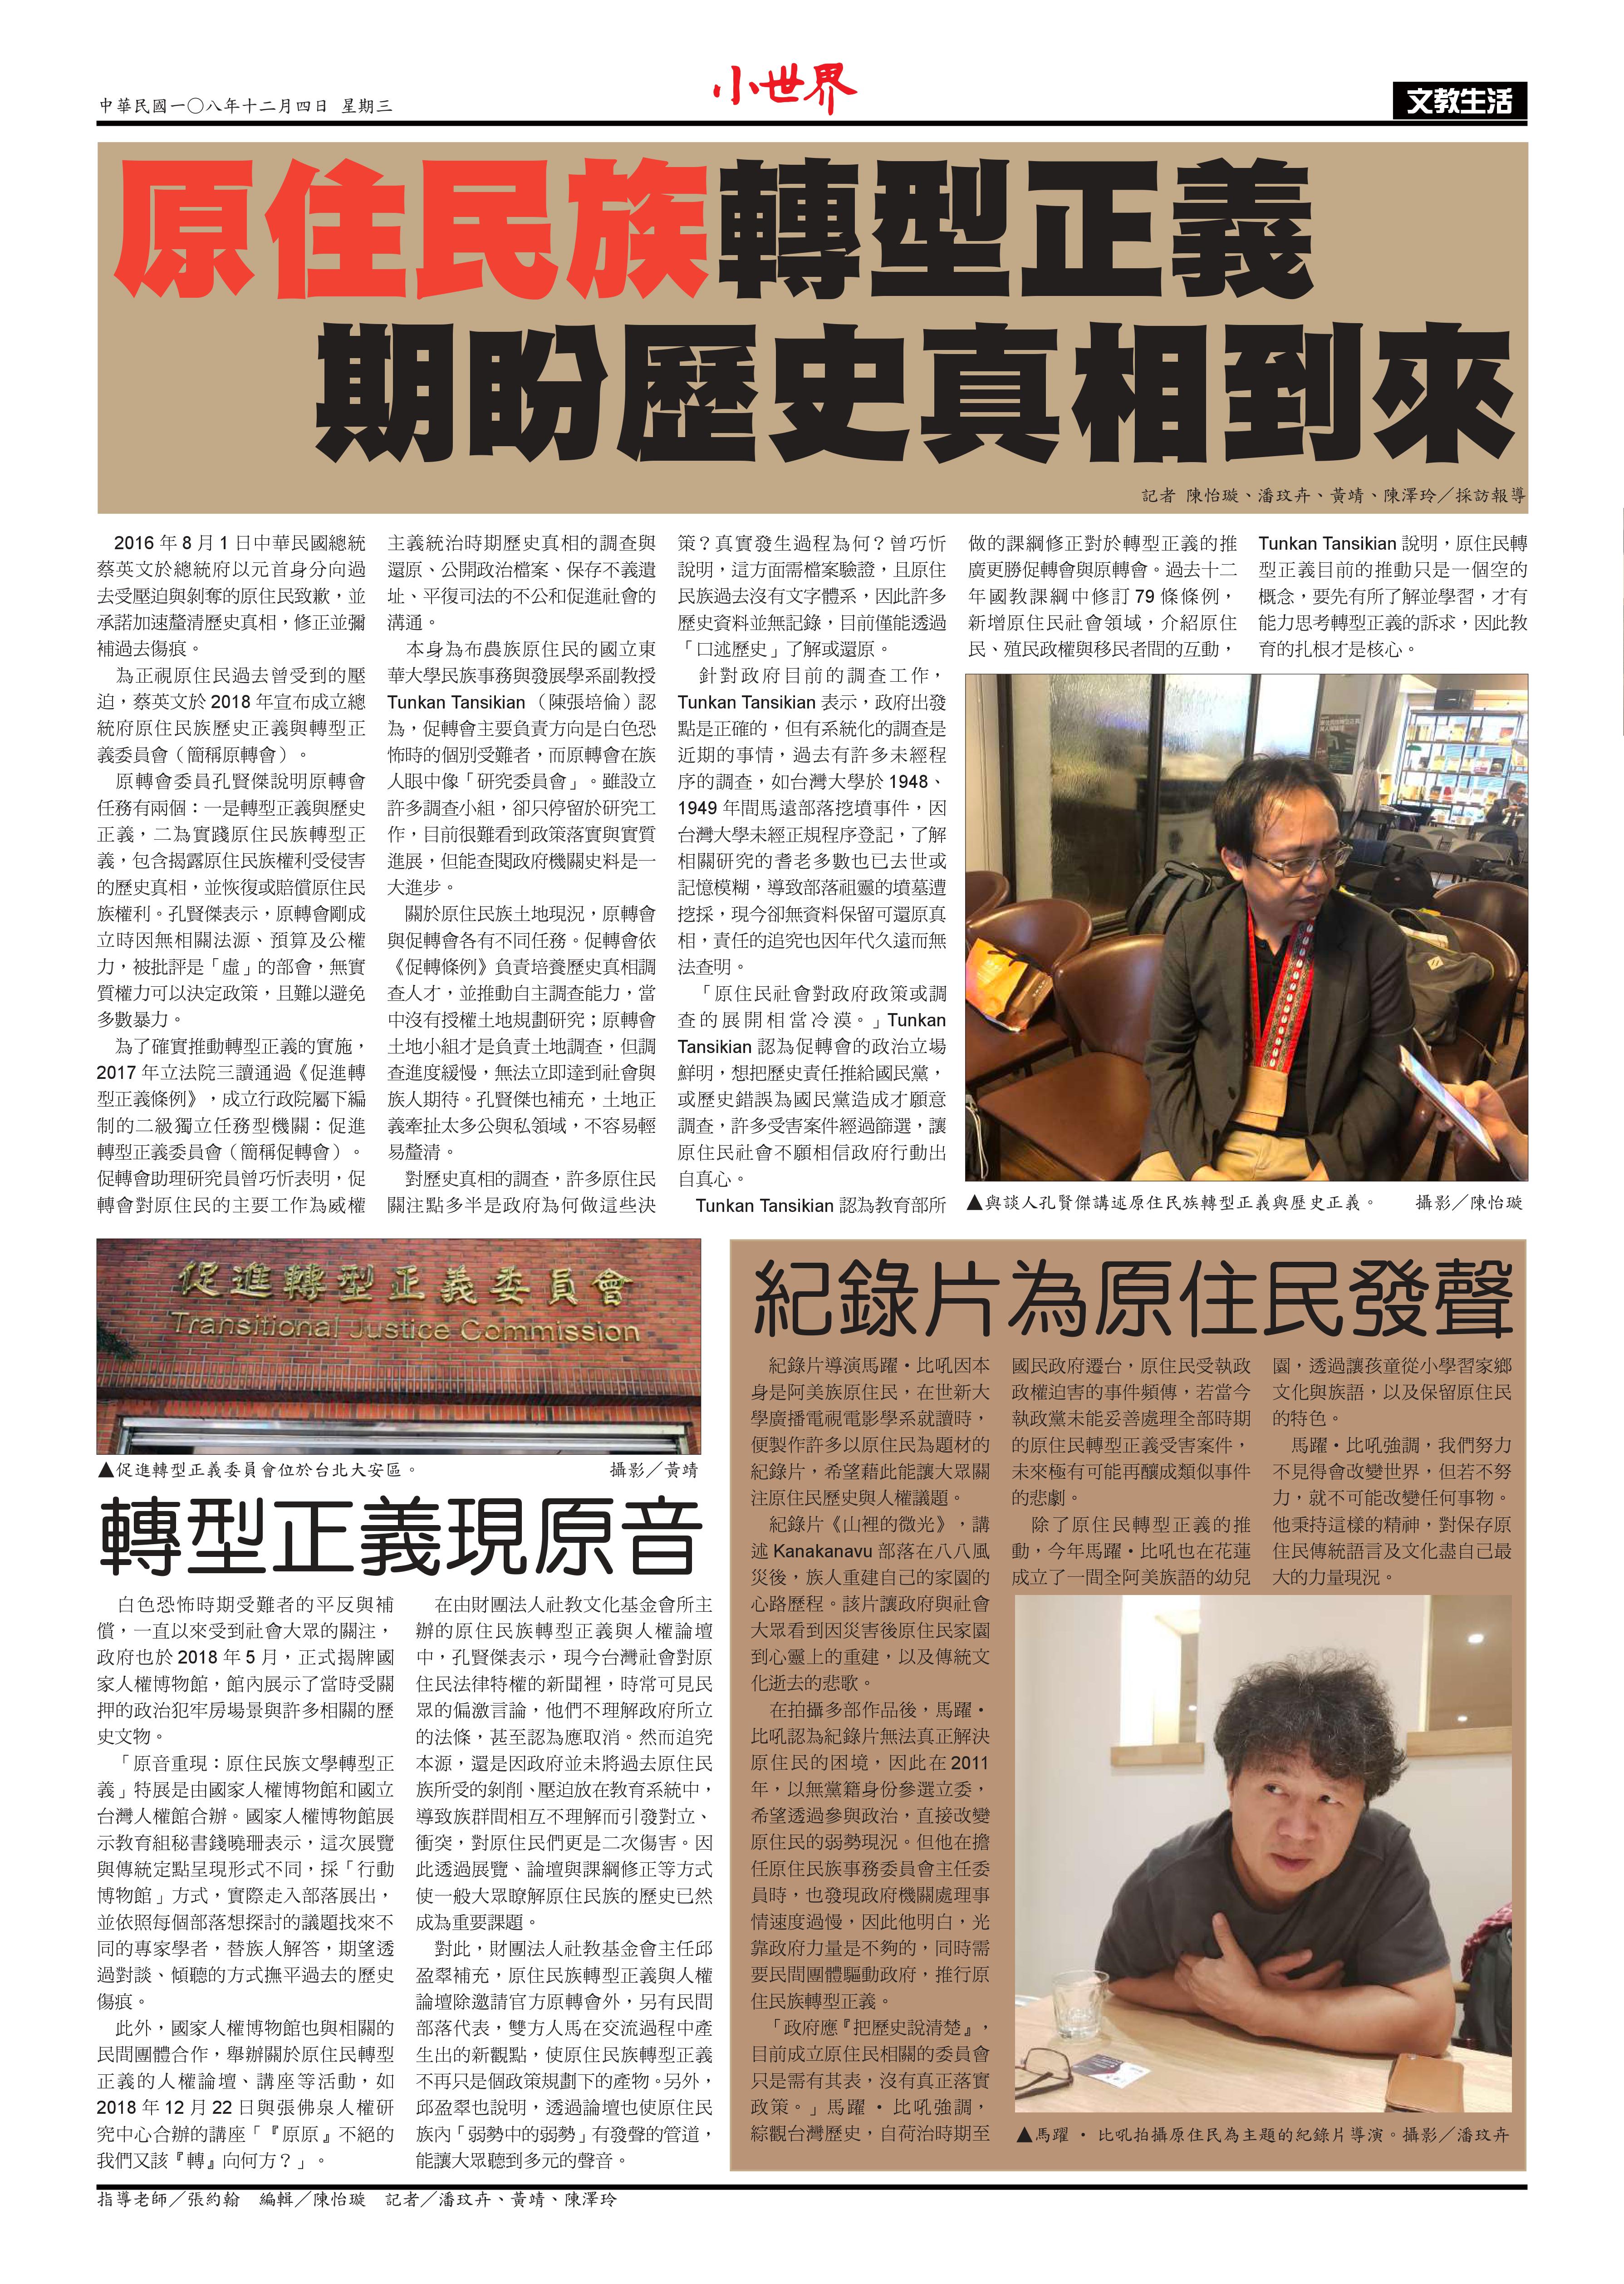 中華民國一〇八年十二月四日 星期三
小世界
文教生活
原住民族轉型正義
期盼歷史真相到來
記者 陳怡璇、潘玟卉、黃靖、陳澤玲／採訪報導
2016 年 8 月 1 日中華民國總統
蔡英文於總統府以元首身分向過
去受壓迫與剝奪的原住民致歉，並
承諾加速釐清歷史真相，修正並彌
補過去傷痕。
為正視原住民過去曾受到的壓
迫，蔡英文於 2018 年宣布成立總
統府原住民族歷史正義與轉型正
義委員會（簡稱原轉會）。
原轉會委員孔賢傑說明原轉會
任務有兩個：一是轉型正義與歷史
正義，二為實踐原住民族轉型正
義，包含揭露原住民族權利受侵害
的歷史真相，並恢復或賠償原住民
族權利。孔賢傑表示，原轉會剛成
立時因無相關法源、預算及公權
力，被批評是「虛」的部會，無實
質權力可以決定政策，且難以避免
多數暴力。
為了確實推動轉型正義的實施，
2017 年立法院三讀通過《促進轉
型正義條例》，成立行政院屬下編
制的二級獨立任務型機關：促進
轉型正義委員會（簡稱促轉會）。
促轉會助理研究員曾巧忻表明，促
轉會對原住民的主要工作為威權
主義統治時期歷史真相的調查與
還原、公開政治檔案、保存不義遺
址、平復司法的不公和促進社會的
溝通。
本身為布農族原住民的國立東
華大學民族事務與發展學系副教授
Tunkan Tansikian （陳張培倫）認
為，促轉會主要負責方向是白色恐
怖時的個別受難者，而原轉會在族
人眼中像「研究委員會」。雖設立
許多調查小組，卻只停留於研究工
作，目前很難看到政策落實與實質
進展，但能查閱政府機關史料是一
大進步。
關於原住民族土地現況，原轉會
與促轉會各有不同任務。促轉會依
《促轉條例》負責培養歷史真相調
查人才，並推動自主調查能力，當
中沒有授權土地規劃研究；原轉會
土地小組才是負責土地調查，但調
查進度緩慢，無法立即達到社會與
族人期待。孔賢傑也補充，土地正
義牽扯太多公與私領域，不容易輕
易釐清。
對歷史真相的調查，許多原住民
關注點多半是政府為何做這些決
策？真實發生過程為何？曾巧忻
說明，這方面需檔案驗證，且原住
民族過去沒有文字體系，因此許多
歷史資料並無記錄，目前僅能透過
「口述歷史」了解或還原。
針對政府目前的調查工作，
Tunkan Tansikian 表示，政府出發
點是正確的，但有系統化的調查是
近期的事情，過去有許多未經程
序的調查，如台灣大學於 1948、
1949 年間馬遠部落挖墳事件，因
台灣大學未經正規程序登記，了解
相關研究的耆老多數也已去世或
記憶模糊，導致部落祖靈的墳墓遭
挖採，現今卻無資料保留可還原真
相，責任的追究也因年代久遠而無
法查明。
「原住民社會對政府政策或調
查的展開相當冷漠。」Tunkan
Tansikian 認為促轉會的政治立場
鮮明，想把歷史責任推給國民黨，
或歷史錯誤為國民黨造成才願意
調查，許多受害案件經過篩選，讓
原住民社會不願相信政府行動出
自真心。
Tunkan Tansikian 認為教育部所
做的課綱修正對於轉型正義的推
廣更勝促轉會與原轉會。過去十二
年國教課綱中修訂 79 條條例，
新增原住民社會領域，介紹原住
民、殖民政權與移民者間的互動，
Tunkan Tansikian 說明，原住民轉
型正義目前的推動只是一個空的
概念，要先有所了解並學習，才有
能力思考轉型正義的訴求，因此教
育的扎根才是核心。
▲與談人孔賢傑講述原住民族轉型正義與歷史正義。 攝影／陳怡璇
促進轉型正義委員會
Transitional Justice Commission
▲促進轉型正義委員會位於台北大安區。 攝影／黃靖
轉型正義現原音
白色恐怖時期受難者的平反與補
償，一直以來受到社會大眾的關注，
政府也於 2018 年 5 月，正式揭牌國
家人權博物館，館內展示了當時受關
押的政治犯牢房場景與許多相關的歷
史文物。
「原音重現：原住民族文學轉型正
義」特展是由國家人權博物館和國立
台灣人權館合辦。國家人權博物館展
示教育組秘書錢曉珊表示，這次展覽
與傳統定點呈現形式不同，採「行動
博物館」方式，實際走入部落展出，
並依照每個部落想探討的議題找來不
同的專家學者，替族人解答，期望透
過對談、傾聽的方式撫平過去的歷史
傷痕。
此外，國家人權博物館也與相關的
民間團體合作，舉辦關於原住民轉型
正義的人權論壇、講座等活動，如
2018 年 12 月 22 日與張佛泉人權研
究中心合辦的講座「『原原』不絕的
我們又該『轉』向何方？」。
在由財團法人社教文化基金會所主
辦的原住民族轉型正義與人權論壇
中，孔賢傑表示，現今台灣社會對原
住民法律特權的新聞裡，時常可見民
眾的偏激言論，他們不理解政府所立
的法條，甚至認為應取消。然而追究
本源，還是因政府並未將過去原住民
族所受的剝削、壓迫放在教育系統中，
導致族群間相互不理解而引發對立、
衝突，對原住民們更是二次傷害。因
此透過展覽、論壇與課綱修正等方式
使一般大眾瞭解原住民族的歷史已然
成為重要課題。
對此，財團法人社教基金會主任邱
盈翠補充，原住民族轉型正義與人權
論壇除邀請官方原轉會外，另有民間
部落代表，雙方人馬在交流過程中產
生出的新觀點，使原住民族轉型正義
不再只是個政策規劃下的產物。另外，
邱盈翠也說明，透過論壇也使原住民
族內「弱勢中的弱勢」有發聲的管道，
能讓大眾聽到多元的聲音。
紀錄片為原住民發聲
紀錄片導演馬躍・比吼因本
身是阿美族原住民，在世新大
學廣播電視電影學系就讀時，
便製作許多以原住民為題材的
紀錄片，希望藉此能讓大眾關
注原住民歷史與人權議題。
紀錄片《山裡的微光》，講
述 Kanakanavu 部落在八八風
災後，族人重建自己的家園的
心路歷程。該片讓政府與社會
大眾看到因災害後原住民家園
到心靈上的重建，以及傳統文
化逝去的悲歌。
在拍攝多部作品後，馬躍・
比吼認為紀錄片無法真正解決
原住民的困境，因此在 2011
年，以無黨籍身份參選立委，
希望透過參與政治，直接改變
原住民的弱勢現況。但他在擔
任原住民族事務委員會主任委
員時，也發現政府機關處理事
情速度過慢，因此他明白，光
靠政府力量是不夠的，同時需
要民間團體驅動政府，推行原
住民族轉型正義。
「政府應『把歷史說清楚』，
目前成立原住民相關的委員會
只是需有其表，沒有真正落實
政策。」馬躍・比吼強調，
綜觀台灣歷史，自荷治時期至
國民政府遷台，原住民受執政
政權迫害的事件頻傳，若當今
執政黨未能妥善處理全部時期
的原住民轉型正義受害案件，
未來極有可能再釀成類似事件
的悲劇。
除了原住民轉型正義的推
動，今年馬躍・比吼也在花蓮
成立了一間全阿美族語的幼兒
園，透過讓孩童從小學習家鄉
文化與族語，以及保留原住民
的特色。
馬躍・比吼強調，我們努力
不見得會改變世界，但若不努
力，就不可能改變任何事物。
他秉持這樣的精神，對保存原
住民傳統語言及文化盡自己最
大的力量現況。
▲馬躍・比吼拍攝原住民為主題的紀錄片導演。攝影／潘玟卉
指導老師／張約翰 編輯／陳怡璇 記者／潘玟卉、黃靖、陳澤玲